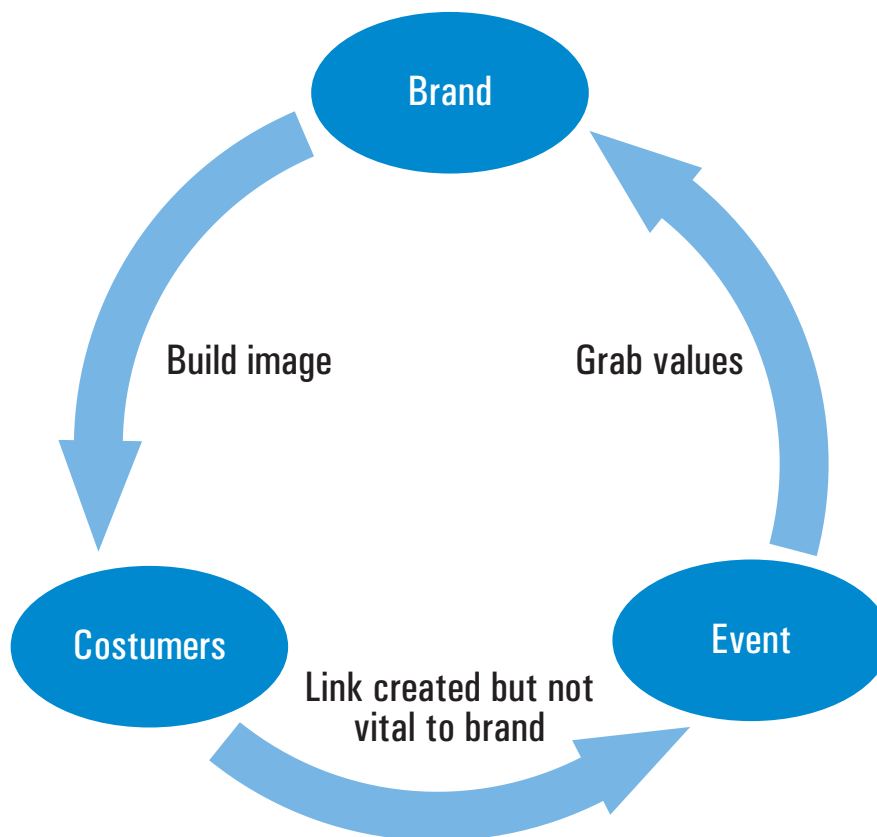 Brand
Build image
Grab values
Costumers
Event
Link created but not
vital to brand